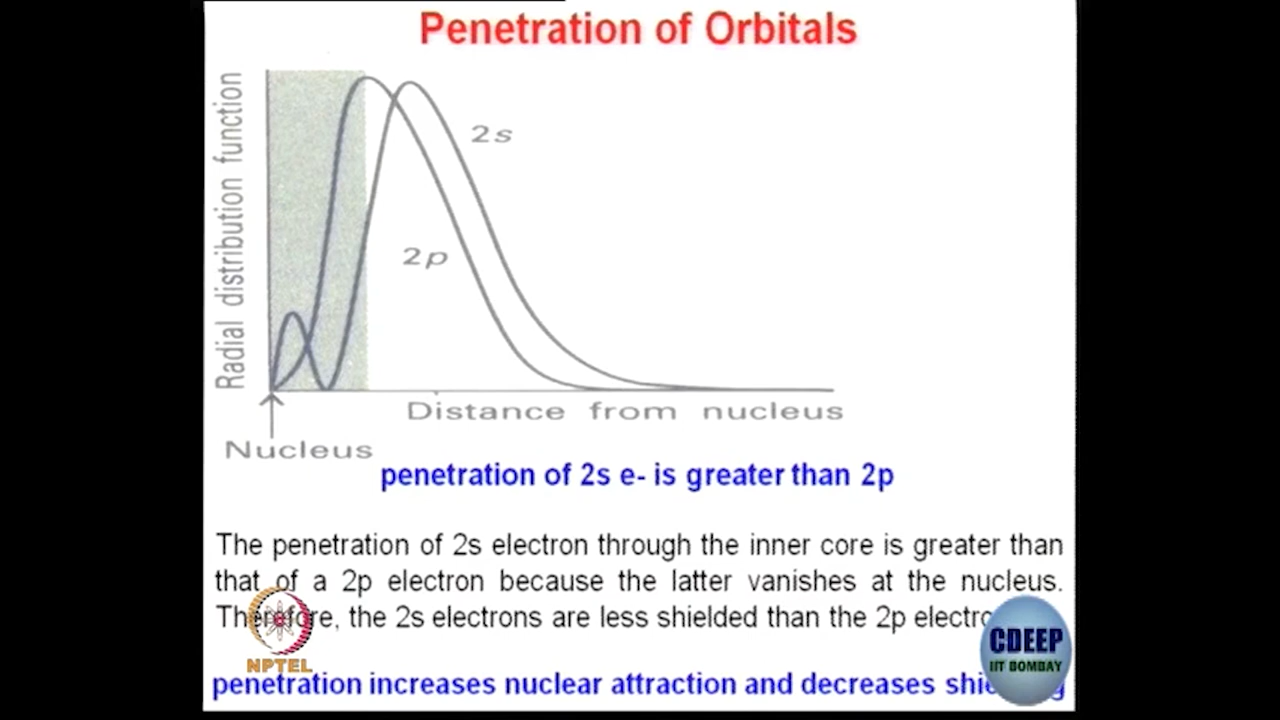 Penetration of Orbitals
Radial distribution function
2s
2p
Distance from nucleus
Nucleus
penetration of 2s e- is greater than 2p
The penetration of 2s electron through the inner core is greater than
that of a 2p electron because the latter vanishes at the nucleus.
Therefore, the 2s electrons are less shielded than the 2p
CDEEP
IIT BOMBAY
NPTEL
penetration increases nuclear attraction and decreases